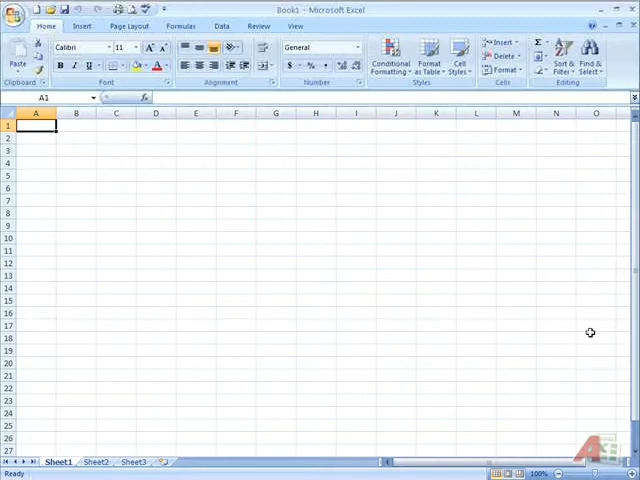 Book1 - Microsoft Excel
Home Insert Page Layout Formulas Data Review View
Calibri 11 A A General Insert Σ
Paste Conditional Formatting Format as Table Cell Styles Delete Sort & Filter Find & Select
B I U A $ % , Format
Clipboard Font Alignment Number Styles Cells Editing
A1 fx
A B C D E F G H I J K L M N O
1
2
3
4
5
6
7
8
9
10
11
12
13
14
15
16
17
18
19
20
21
22
23
24
25
26
27
Sheet1 Sheet2 Sheet3
Ready 100%